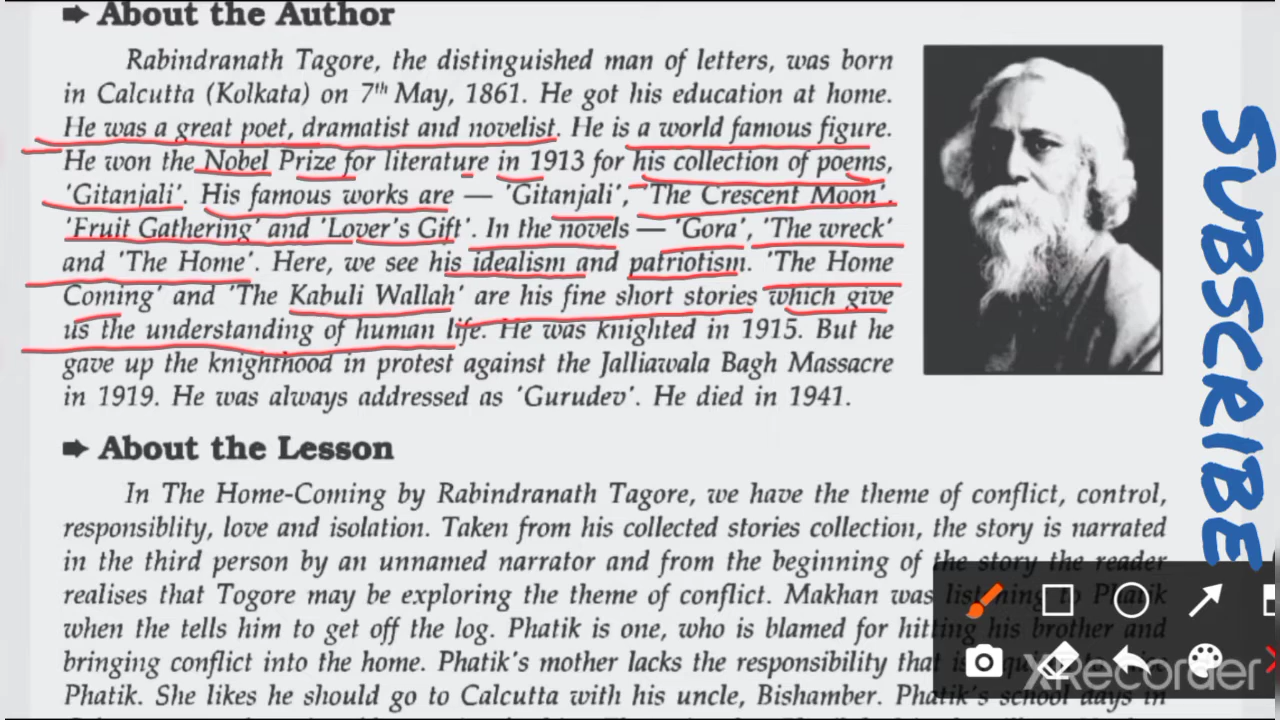 ➨ About the Author
Rabindranath Tagore, the distinguished man of letters, was born
in Calcutta (Kolkata) on 7th May, 1861. He got his education at home.
He was a great poet, dramatist and novelist. He is a world famous figure.
He won the Nobel Prize for literature in 1913 for his collection of poems,
'Gitanjali'. His famous works are — 'Gitanjali', 'The Crescent Moon',
'Fruit Gathering' and 'Lover's Gift'. In the novels — 'Gora', 'The wreck'
and 'The Home'. Here, we see his idealism and patriotism. 'The Home
Coming' and 'The Kabuli Wallah' are his fine short stories which give
us the understanding of human life. He was knighted in 1915. But he
gave up the knighthood in protest against the Jalliawala Bagh Massacre
in 1919. He was always addressed as 'Gurudev'. He died in 1941.
SUBSCRIBE
➨ About the Lesson
In The Home-Coming by Rabindranath Tagore, we have the theme of conflict, control,
responsiblity, love and isolation. Taken from his collected stories collection, the story is narrated
in the third person by an unnamed narrator and from the beginning of the story the reader
realises that Togore may be exploring the theme of conflict. Makhan was listening to Phatik
when the tells him to get off the log. Phatik is one, who is blamed for hitting his brother and
bringing conflict into the home. Phatik's mother lacks the responsibility that is
Phatik. She likes he should go to Calcutta with his uncle, Bishamber. Phatik's school days in
XRecorder